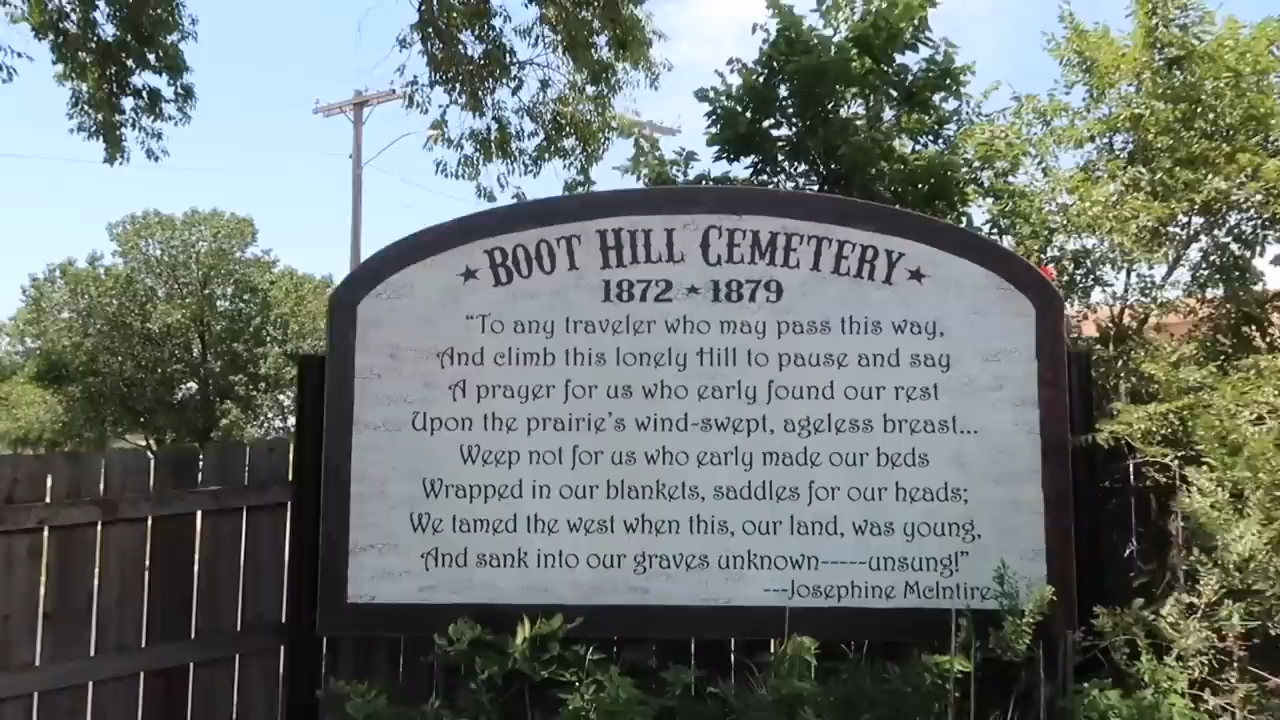 ★BOOT HILL CEMETERY★
1872 ★ 1879
“To any traveler who may pass this way,
And climb this lonely Hill to pause and say
A prayer for us who early found our rest
Upon the prairie’s wind-swept, ageless breast...
Weep not for us who early made our beds
Wrapped in our blankets, saddles for our heads;
We tamed the west when this, our land, was young,
And sank into our graves unknown-----unsung!”
---Josephine McIntire